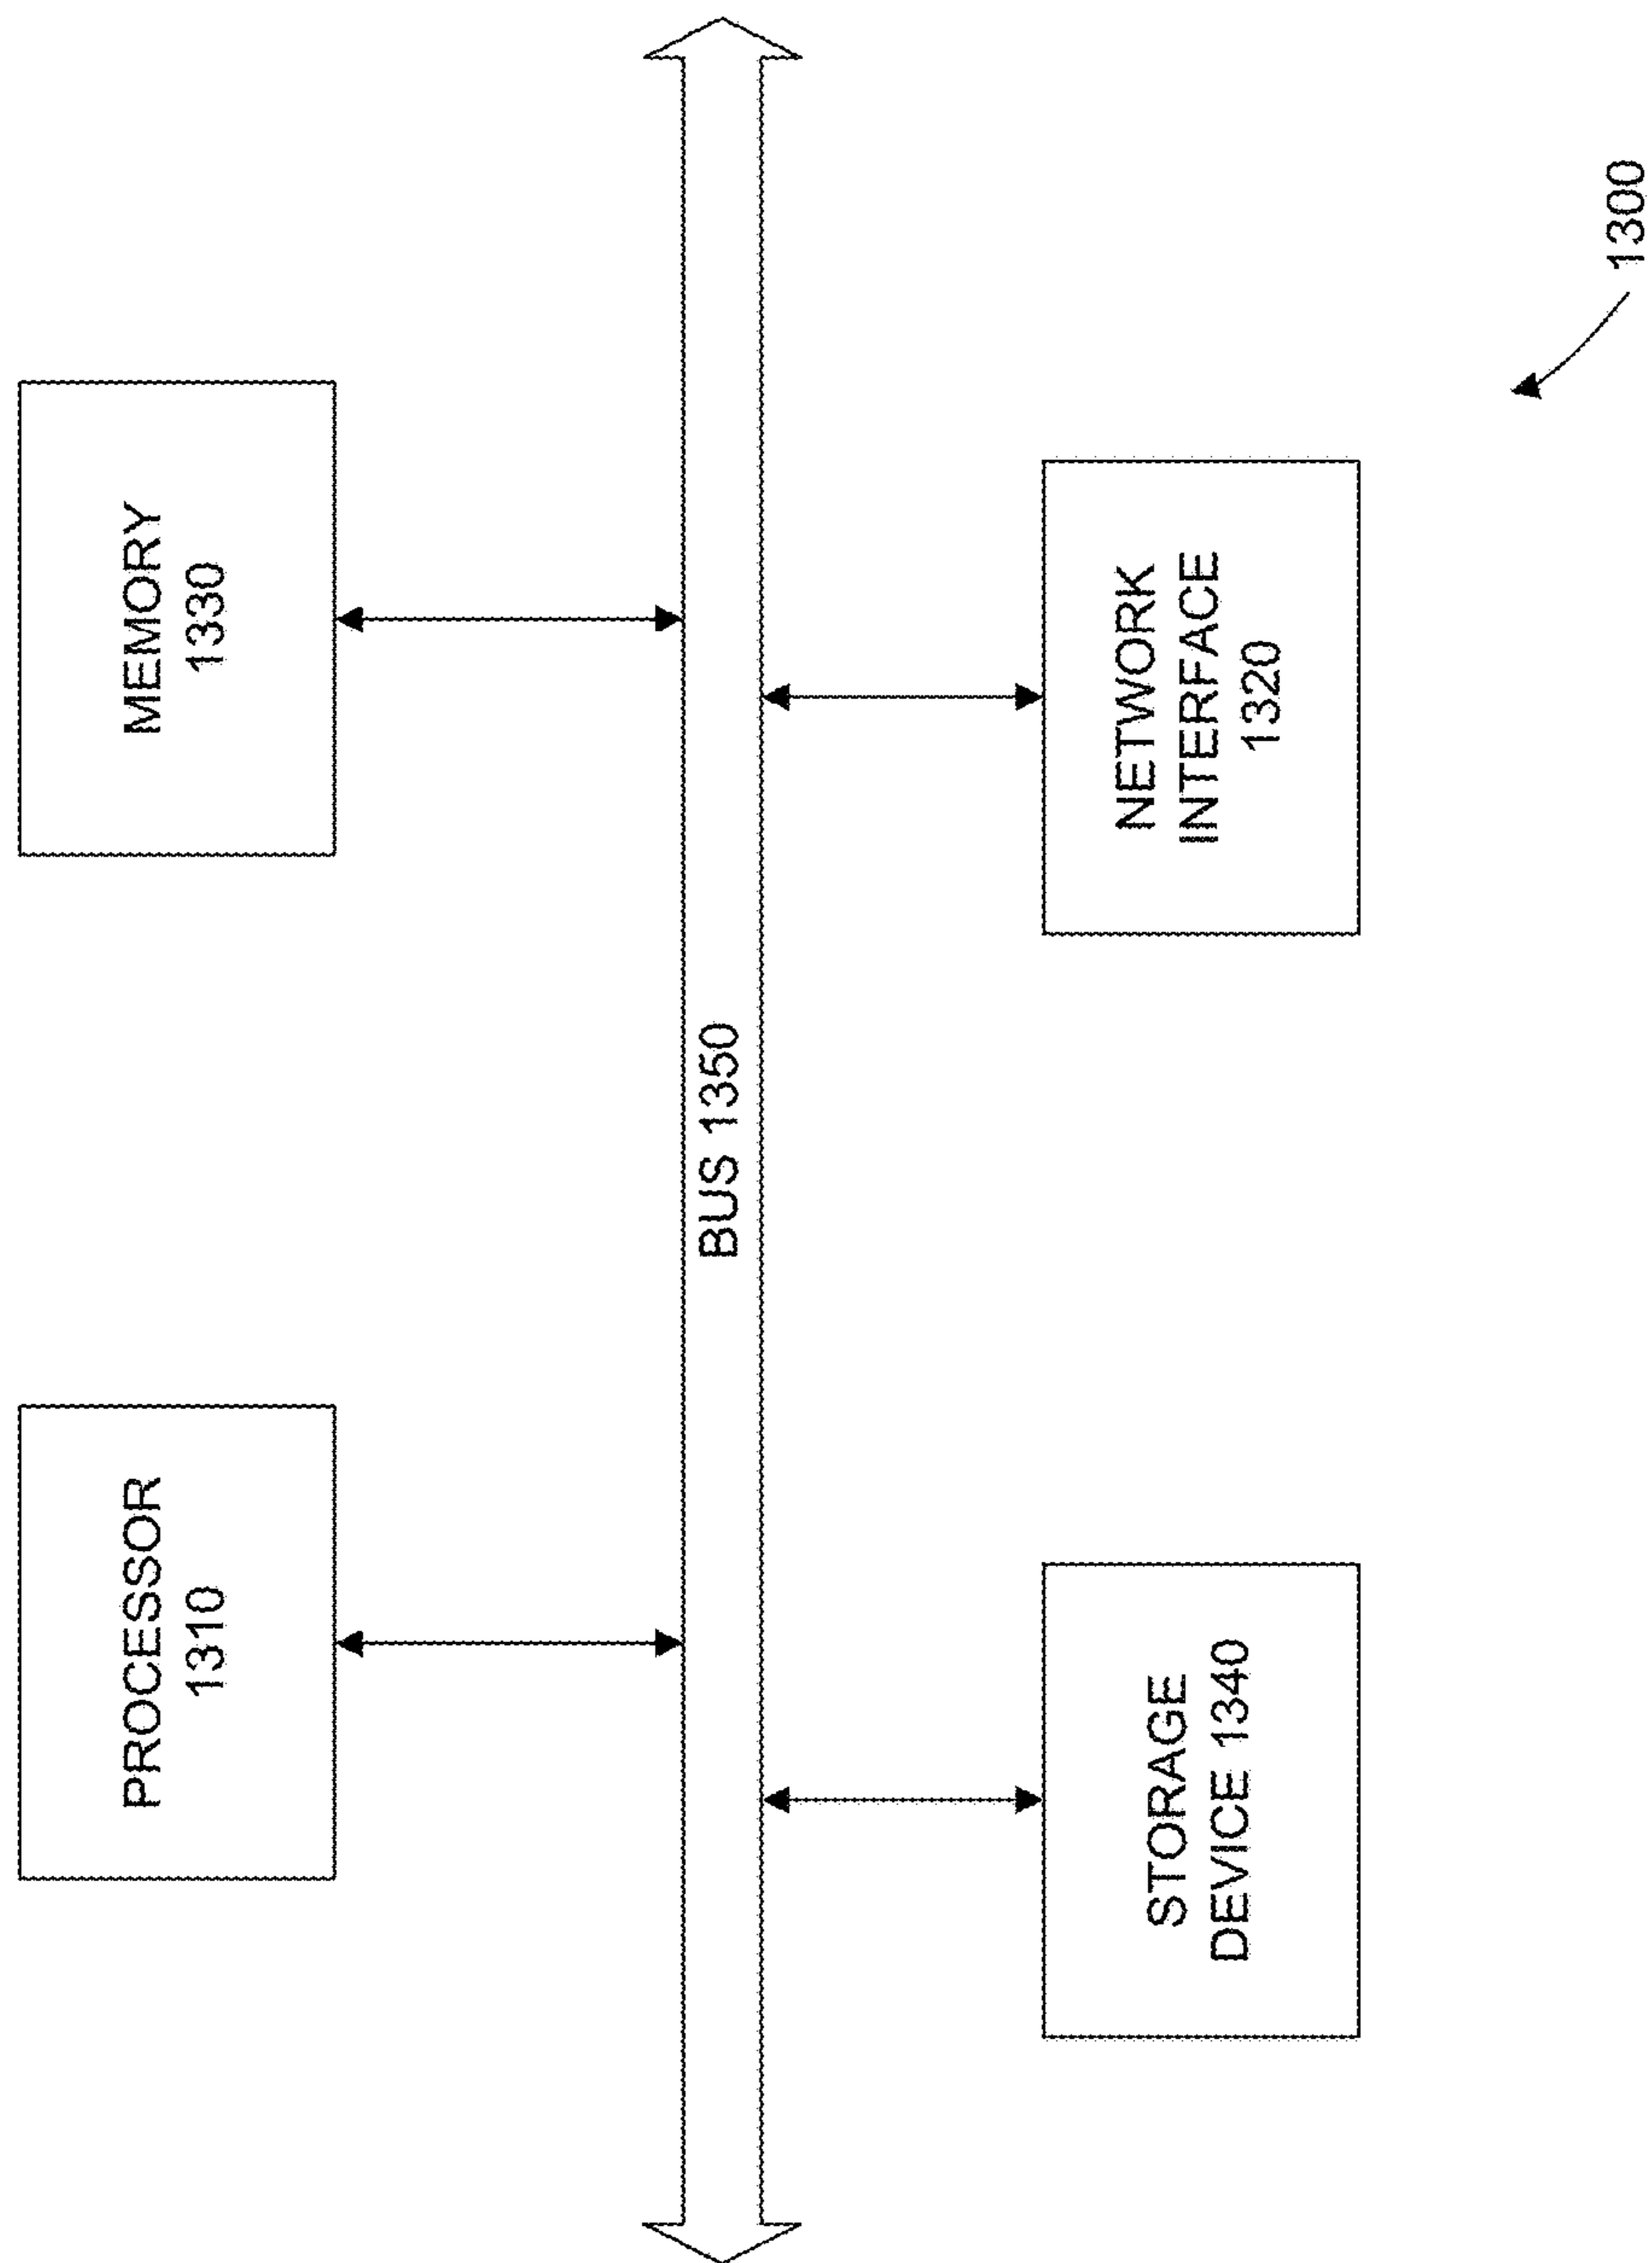 PROCESSOR
1310
MEMORY
1330
BUS 1350
STORAGE
DEVICE 1340
NETWORK
INTERFACE
1320
1300